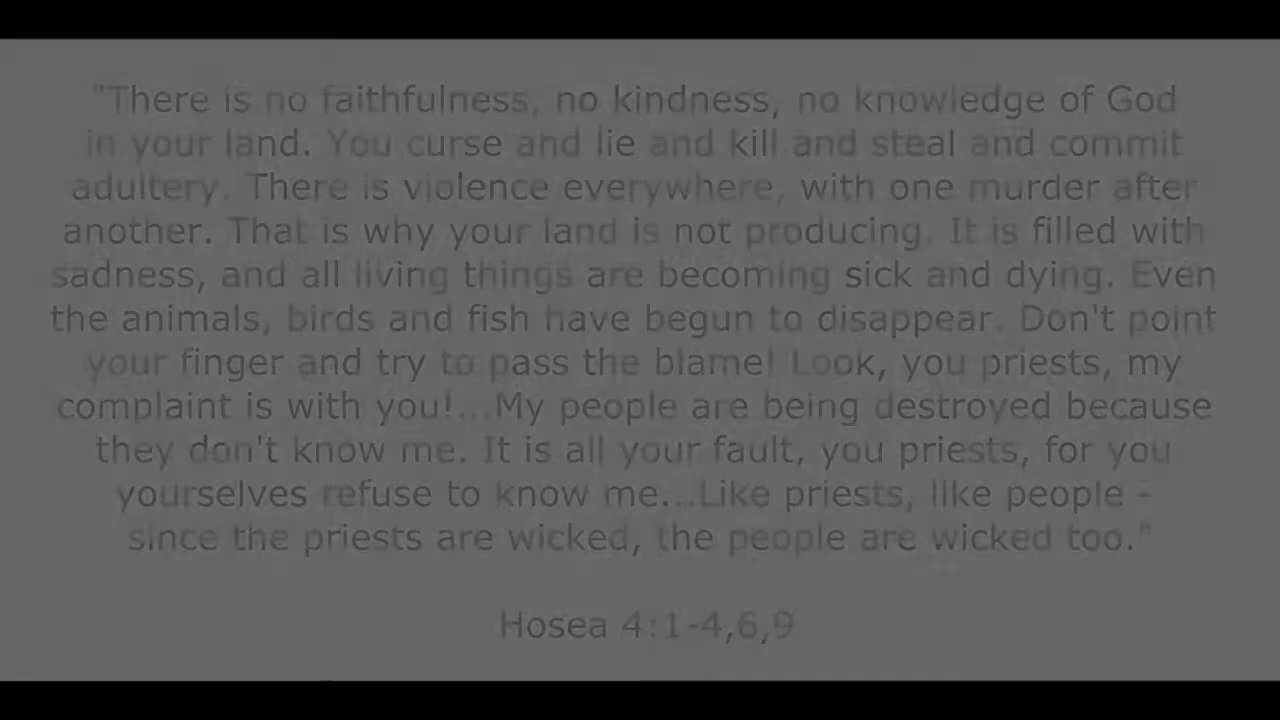 "There is no faithfulness, no kindness, no knowledge of God
in your land. You curse and lie and kill and steal and commit
adultery. There is violence everywhere, with one murder after
another. That is why your land is not producing. It is filled with
sadness, and all living things are becoming sick and dying. Even
the animals, birds and fish have begun to disappear. Don't point
your finger and try to pass the blame! Look, you priests, my
complaint is with you!...My people are being destroyed because
they don't know me. It is all your fault, you priests, for you
yourselves refuse to know me...Like priests, like people -
since the priests are wicked, the people are wicked too."
Hosea 4:1-4,6,9